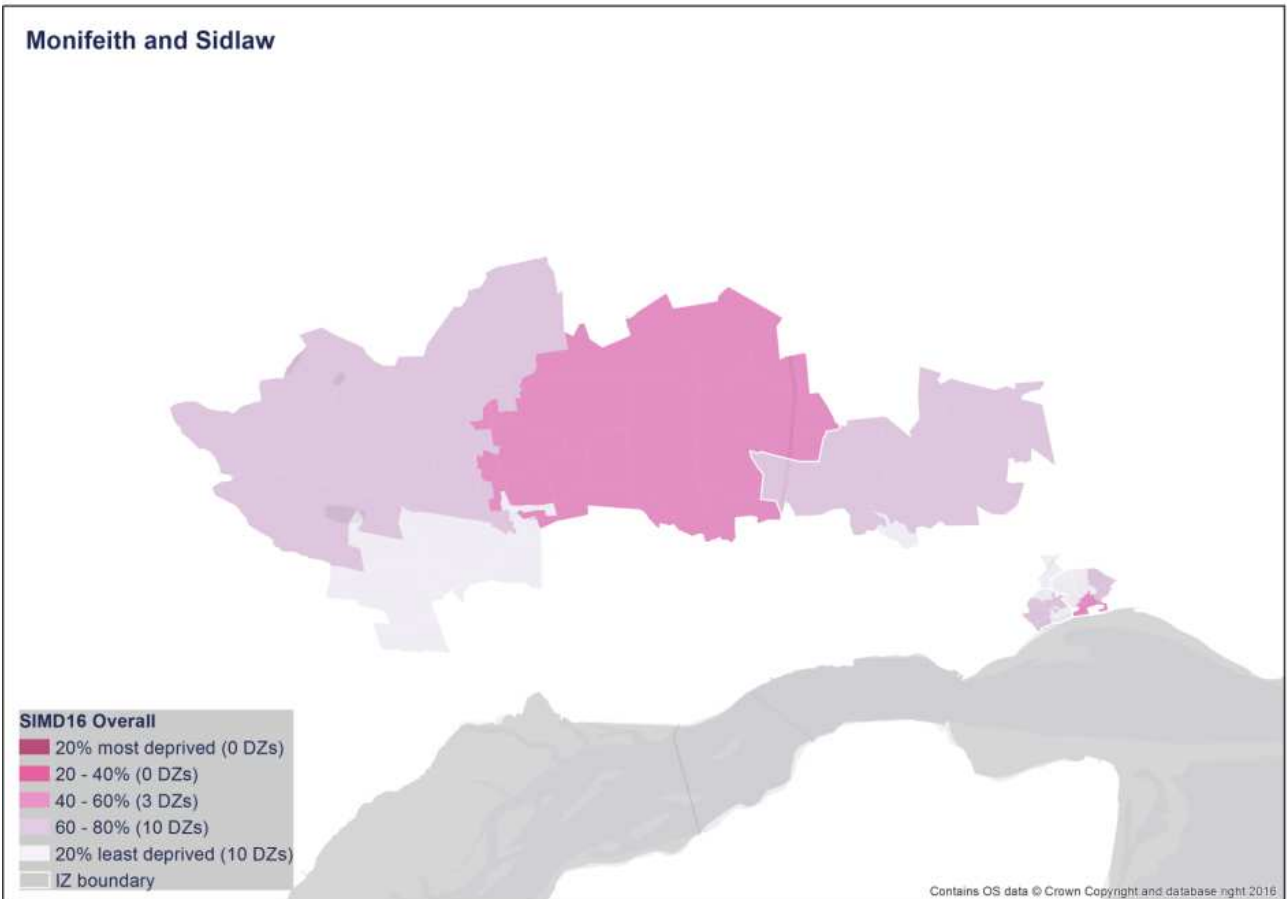 Monifeith and Sidlaw
SIMD16 Overall
20% most deprived (0 DZs)
20 - 40% (0 DZs)
40 - 60% (3 DZs)
60 - 80% (10 DZs)
20% least deprived (10 DZs)
IZ boundary
Contains OS data © Crown Copyright and database right 2016